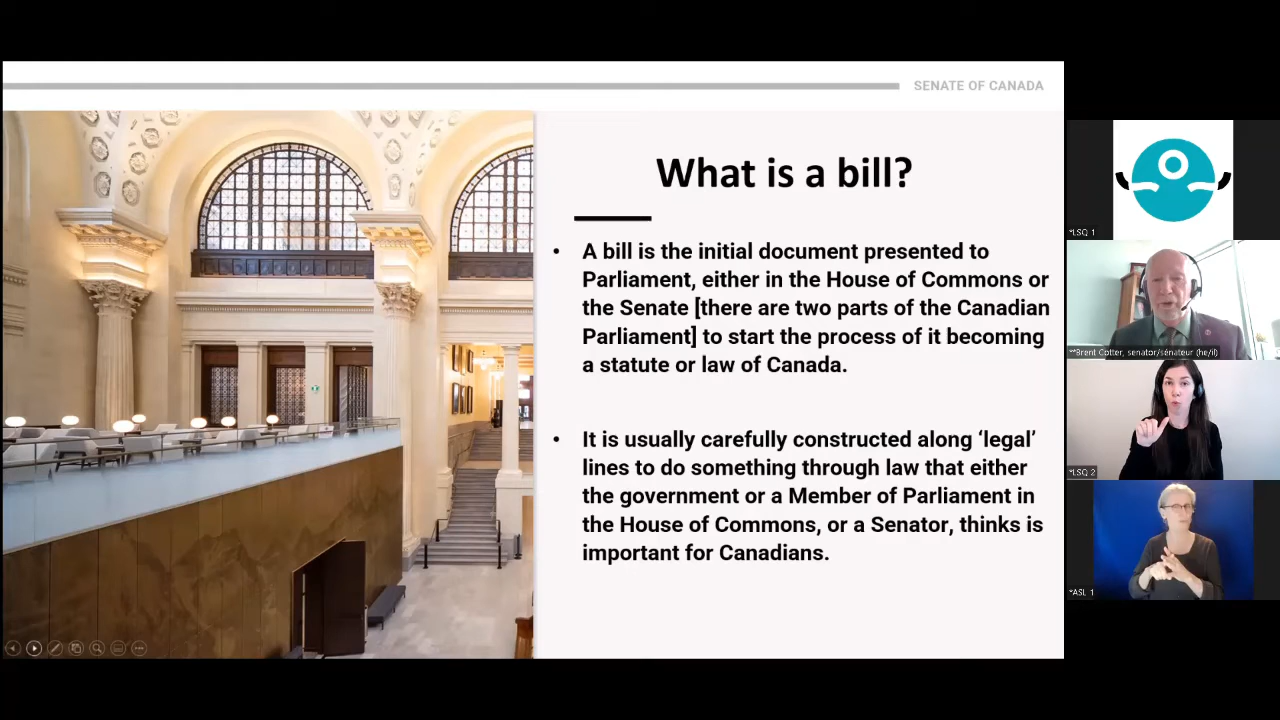 SENATE OF CANADA
What is a bill?
• A bill is the initial document presented to
Parliament, either in the House of Commons or
the Senate [there are two parts of the Canadian
Parliament] to start the process of it becoming
a statute or law of Canada.
• It is usually carefully constructed along ‘legal’
lines to do something through law that either
the government or a Member of Parliament in
the House of Commons, or a Senator, thinks is
important for Canadians.
*LSQ 1
**Brent Cotter, senator/sénateur (he/il)
*LSQ 2
*ASL 1